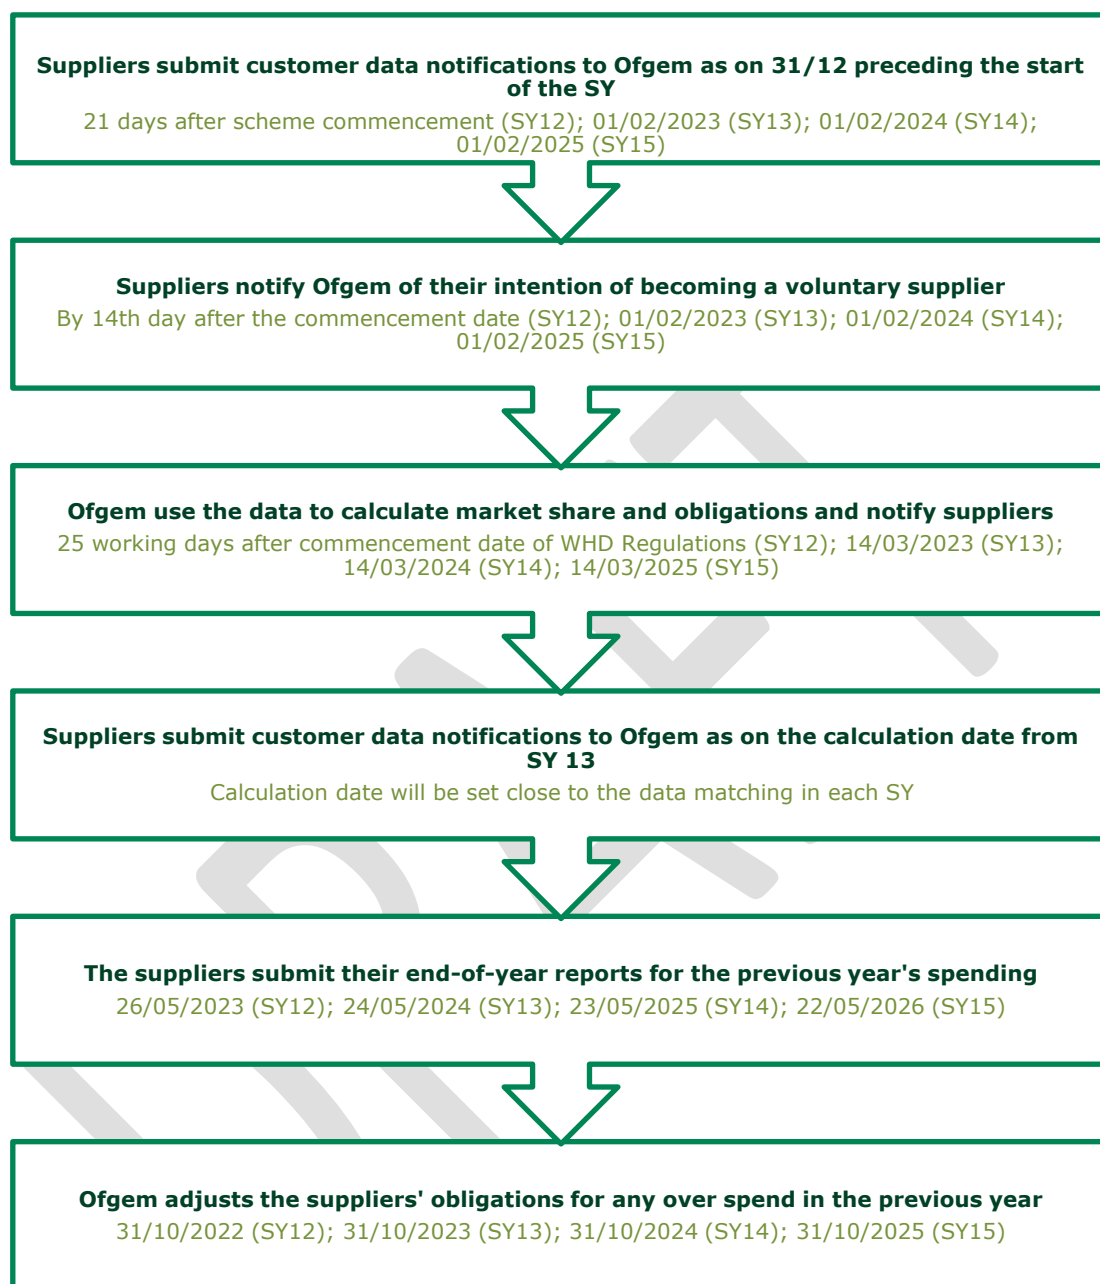 Suppliers submit customer data notifications to Ofgem as on 31/12 preceding the start
of the SY
21 days after scheme commencement (SY12); 01/02/2023 (SY13); 01/02/2024 (SY14);
01/02/2025 (SY15)
Suppliers notify Ofgem of their intention of becoming a voluntary supplier
By 14th day after the commencement date (SY12); 01/02/2023 (SY13); 01/02/2024 (SY14);
01/02/2025 (SY15)
Ofgem use the data to calculate market share and obligations and notify suppliers
25 working days after commencement date of WHD Regulations (SY12); 14/03/2023 (SY13);
14/03/2024 (SY14); 14/03/2025 (SY15)
Suppliers submit customer data notifications to Ofgem as on the calculation date from
SY 13
Calculation date will be set close to the data matching in each SY
The suppliers submit their end-of-year reports for the previous year's spending
26/05/2023 (SY12); 24/05/2024 (SY13); 23/05/2025 (SY14); 22/05/2026 (SY15)
Ofgem adjusts the suppliers' obligations for any over spend in the previous year
31/10/2022 (SY12); 31/10/2023 (SY13); 31/10/2024 (SY14); 31/10/2025 (SY15)
DRAFT